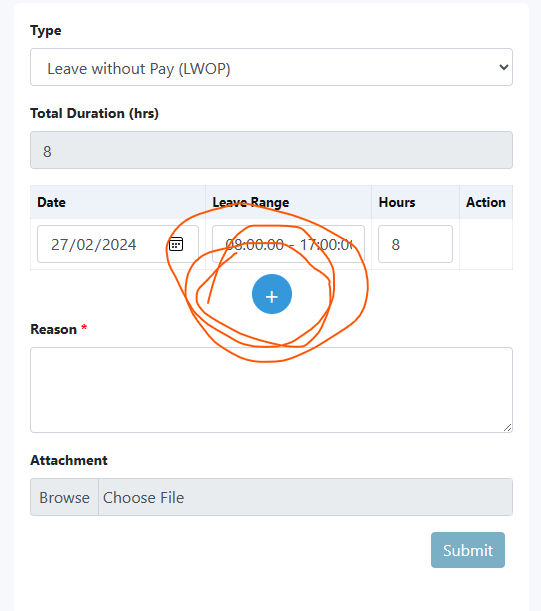 Type
Leave without Pay (LWOP)
Total Duration (hrs)
8
Date Leave Range Hours Action
27/02/2024 08:00:00 - 17:00:0 8
+
Reason *
Attachment
Browse Choose File
Submit